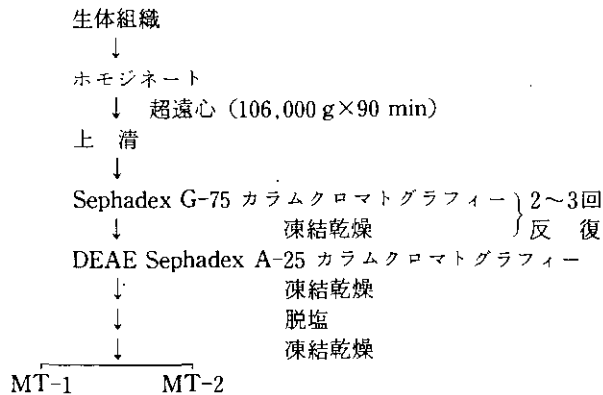 生体組織
↓
ホモジネート
↓ 超遠心 (106,000 g×90 min)
上 清
↓
Sephadex G-75 カラムクロマトグラフィー } 2~3回
↓ 凍結乾燥 反 復
DEAE Sephadex A-25 カラムクロマトグラフィー
↓ 凍結乾燥
↓ 脱塩
↓ 凍結乾燥
MT-1 MT-2